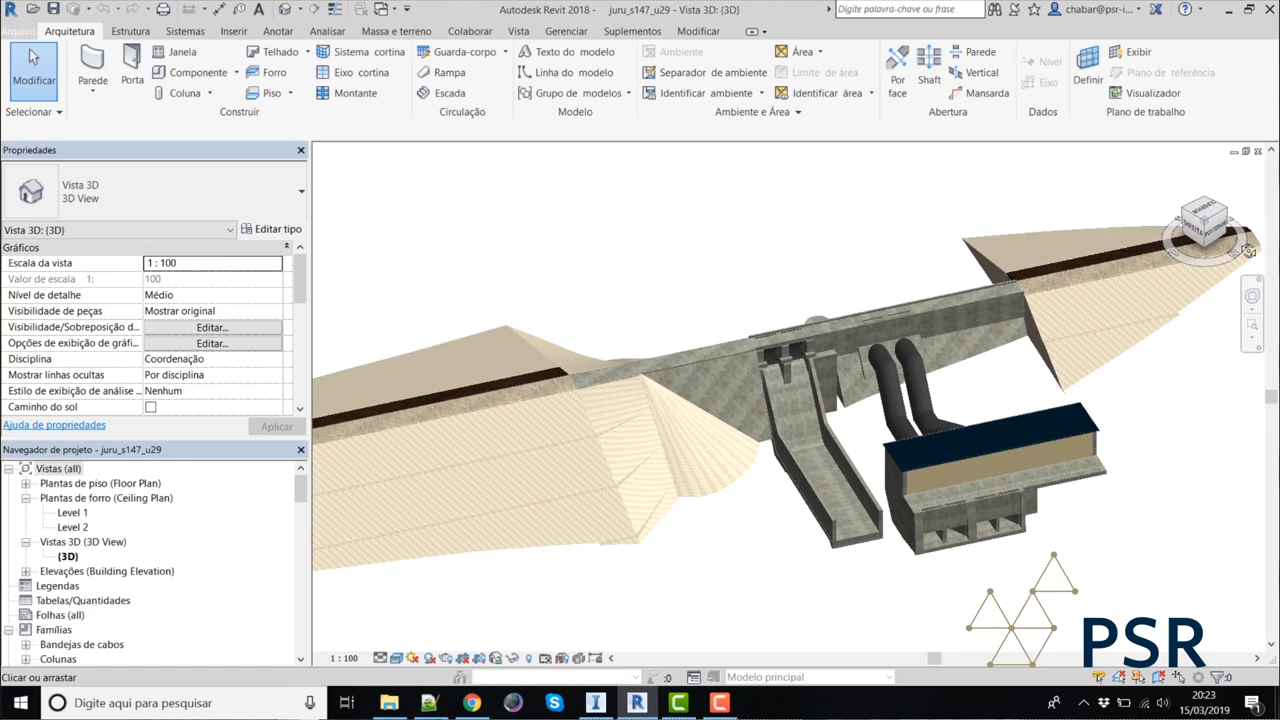 Autodesk Revit 2018 -    juru_s147_u29 - Vista 3D: {3D}
Digite palavra-chave ou frase
chabar@psr-i...
Arquivo Arquitetura Estrutura Sistemas Inserir Anotar Analisar Massa e terreno Colaborar Vista Gerenciar Suplementos Modificar
Modificar
Selecionar
Parede
Porta
Janela
Componente
Coluna
Telhado
Forro
Piso
Sistema cortina
Eixo cortina
Montante
Construir
Guarda-corpo
Rampa
Escada
Circulação
Texto do modelo
Linha do modelo
Grupo de modelos
Modelo
Ambiente
Separador de ambiente
Identificar ambiente
Área
Limite de área
Identificar área
Ambiente e Área
Por face
Shaft
Parede
Vertical
Mansarda
Abertura
Nível
Eixo
Dados
Definir
Exibir
Plano de referência
Visualizador
Plano de trabalho
Propriedades
Vista 3D
3D View
Vista 3D: {3D}
Editar tipo
Gráficos
Escala da vista 1 : 100
Valor de escala 1: 100
Nível de detalhe Médio
Visibilidade de peças Mostrar original
Visibilidade/Sobreposição d... Editar...
Opções de exibição de gráfi... Editar...
Disciplina Coordenação
Mostrar linhas ocultas Por disciplina
Estilo de exibição de análise ... Nenhum
Caminho do sol
Ajuda de propriedades
Aplicar
Navegador de projeto - juru_s147_u29
Vistas (all)
Plantas de piso (Floor Plan)
Plantas de forro (Ceiling Plan)
Level 1
Level 2
Vistas 3D (3D View)
{3D}
Elevações (Building Elevation)
Legendas
Tabelas/Quantidades
Folhas (all)
Famílias
Bandejas de cabos
Colunas
PSR
1 : 100
Clicar ou arrastar
:0
Modelo principal
:0
Digite aqui para pesquisar
20:23
15/03/2019